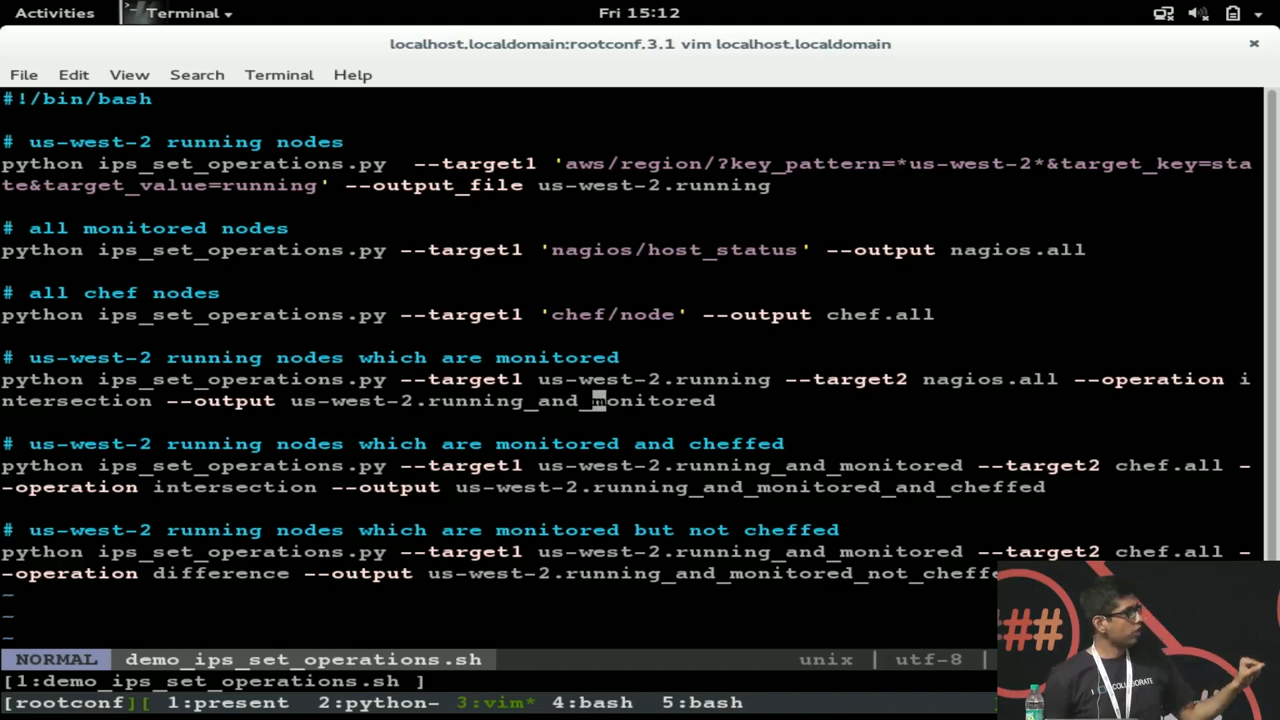 Activities Terminal Fri 15:12
localhost.localdomain:rootconf.3.1 vim localhost.localdomain ×
File Edit View Search Terminal Help
#!/bin/bash
# us-west-2 running nodes
python ips_set_operations.py  --target1 'aws/region/?key_pattern=*us-west-2*&target_key=sta
te&target_value=running' --output_file us-west-2.running
# all monitored nodes
python ips_set_operations.py --target1 'nagios/host_status' --output nagios.all
# all chef nodes
python ips_set_operations.py --target1 'chef/node' --output chef.all
# us-west-2 running nodes which are monitored
python ips_set_operations.py --target1 us-west-2.running --target2 nagios.all --operation i
ntersection --output us-west-2.running_and_monitored
# us-west-2 running nodes which are monitored and cheffed
python ips_set_operations.py --target1 us-west-2.running_and_monitored --target2 chef.all -
-operation intersection --output us-west-2.running_and_monitored_and_cheffed
# us-west-2 running nodes which are monitored but not cheffed
python ips_set_operations.py --target1 us-west-2.running_and_monitored --target2 chef.all -
-operation difference --output us-west-2.running_and_monitored_not_cheffe
~
~
~
NORMAL demo_ips_set_operations.sh unix | utf-8 |
[1:demo_ips_set_operations.sh ]
[rootconf][ 1:present 2:python- 3:vim* 4:bash 5:bash
##
COLLABORATE